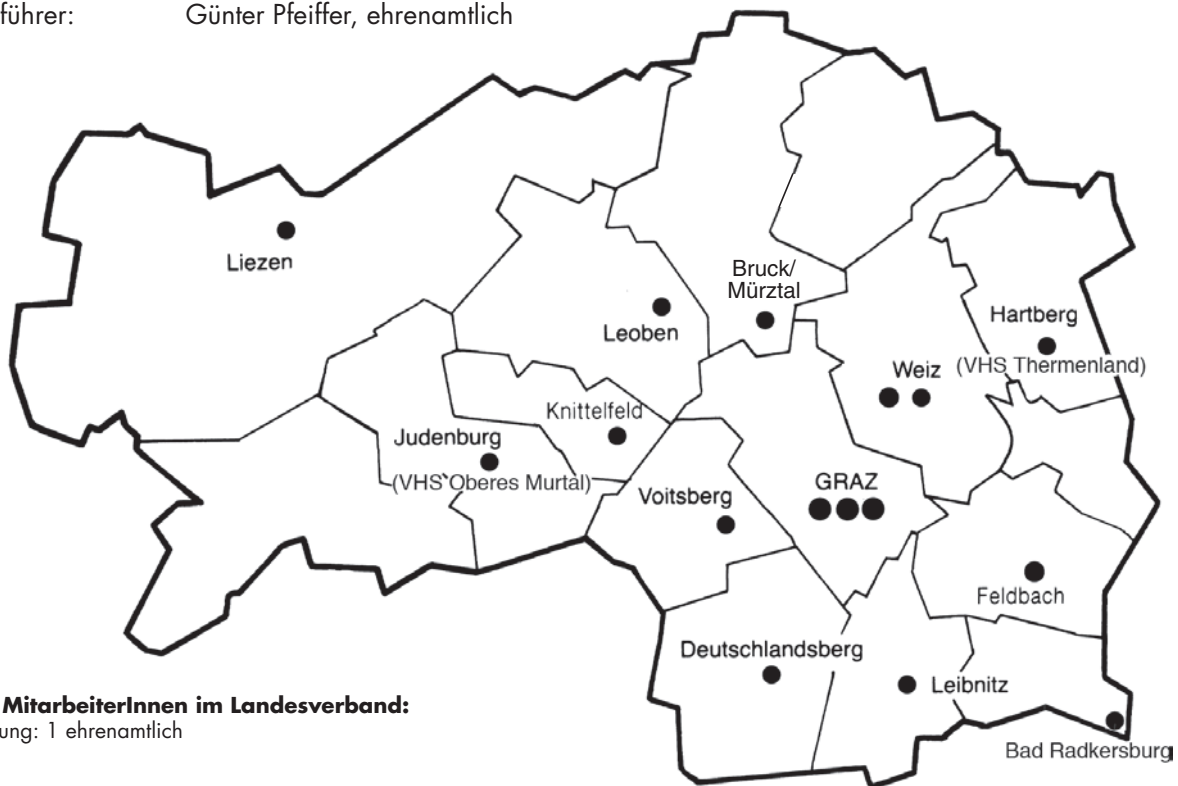 führer: Günter Pfeiffer, ehrenamtlich
Liezen
Bruck/
Mürztal
Leoben
Hartberg
(VHS Thermenland)
Weiz
Knittelfeld
Judenburg
(VHS Oberes Murtal)
Voitsberg
GRAZ
Feldbach
Deutschlandsberg
Leibnitz
MitarbeiterInnen im Landesverband:
ung: 1 ehrenamtlich
Bad Radkersburg